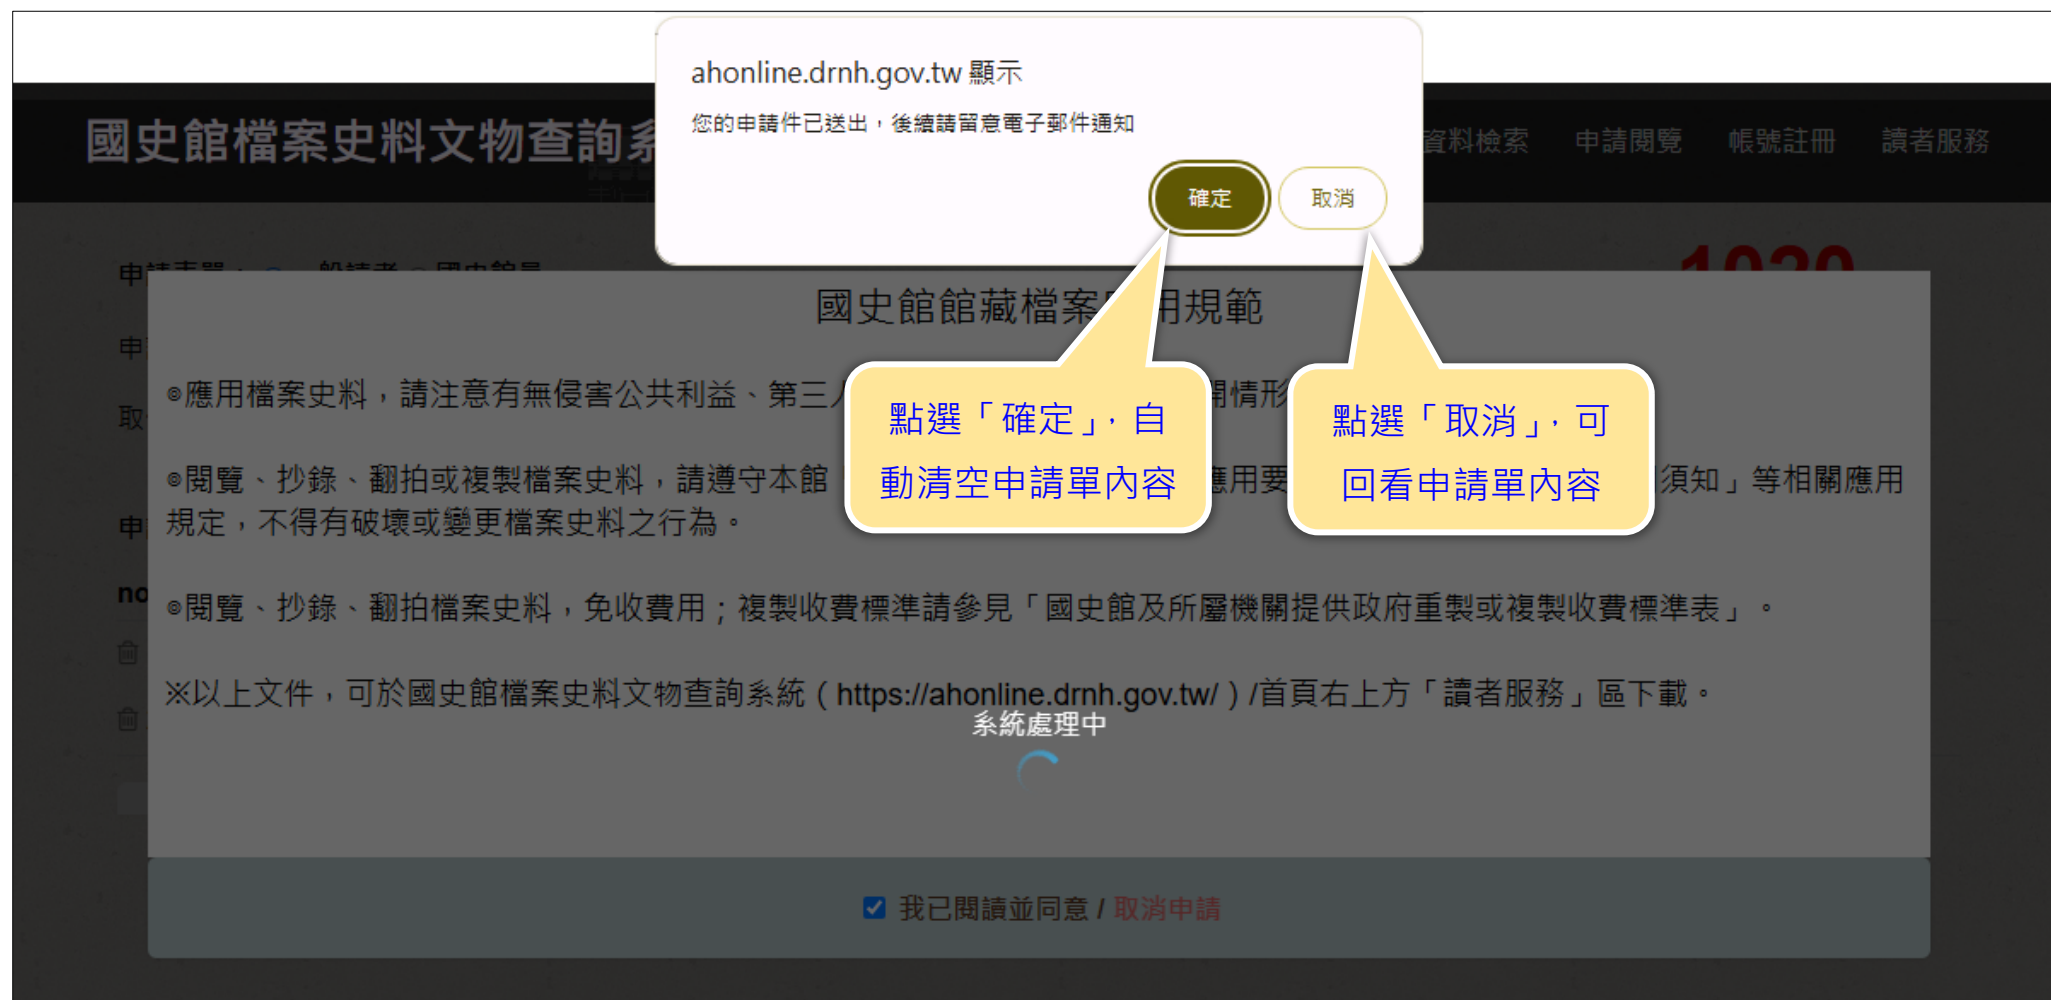 ahonline.drnh.gov.tw 顯示
您的申請件已送出，後續請留意電子郵件通知
確定 取消
國史館檔案史料文物查詢系
資料檢索 申請閱覽 帳號註冊 讀者服務
1020
國史館館藏檔案 用規範
◎應用檔案史料，請注意有無侵害公共利益、第三 開情形
點選「確定」，自
動清空申請單內容
點選「取消」，可
回看申請單內容
取
◎閱覽、抄錄、翻拍或複製檔案史料，請遵守本館 應用要 須知」等相關應用
規定，不得有破壞或變更檔案史料之行為。
申
no
◎閱覽、抄錄、翻拍檔案史料，免收費用；複製收費標準請參見「國史館及所屬機關提供政府重製或複製收費標準表」。
※以上文件，可於國史館檔案史料文物查詢系統（https://ahonline.drnh.gov.tw/）/首頁右上方「讀者服務」區下載。
系統處理中
我已閱讀並同意 / 取消申請